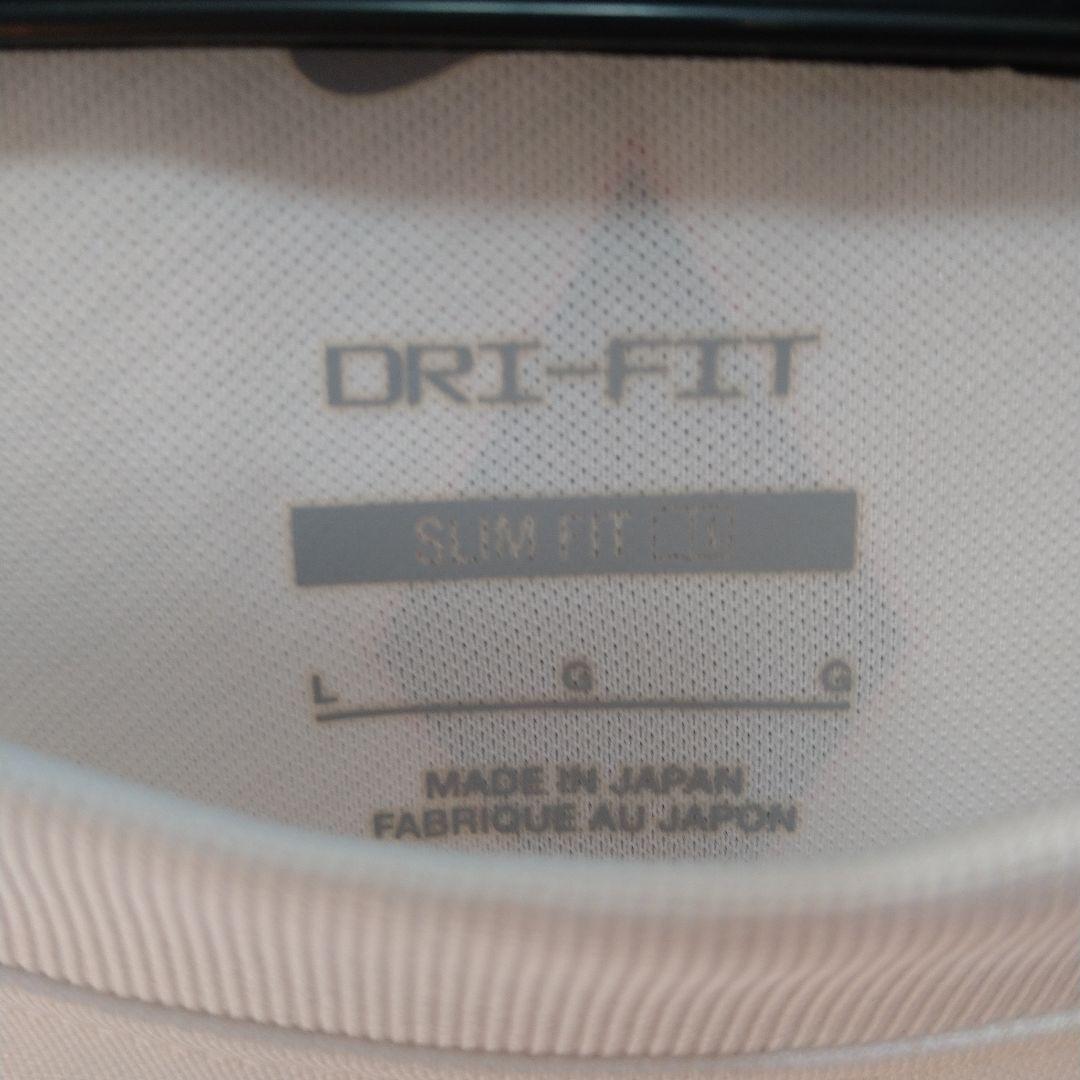 DRI-FIT
SLIM FIT
L G G
MADE IN JAPAN
FABRIQUE AU JAPON